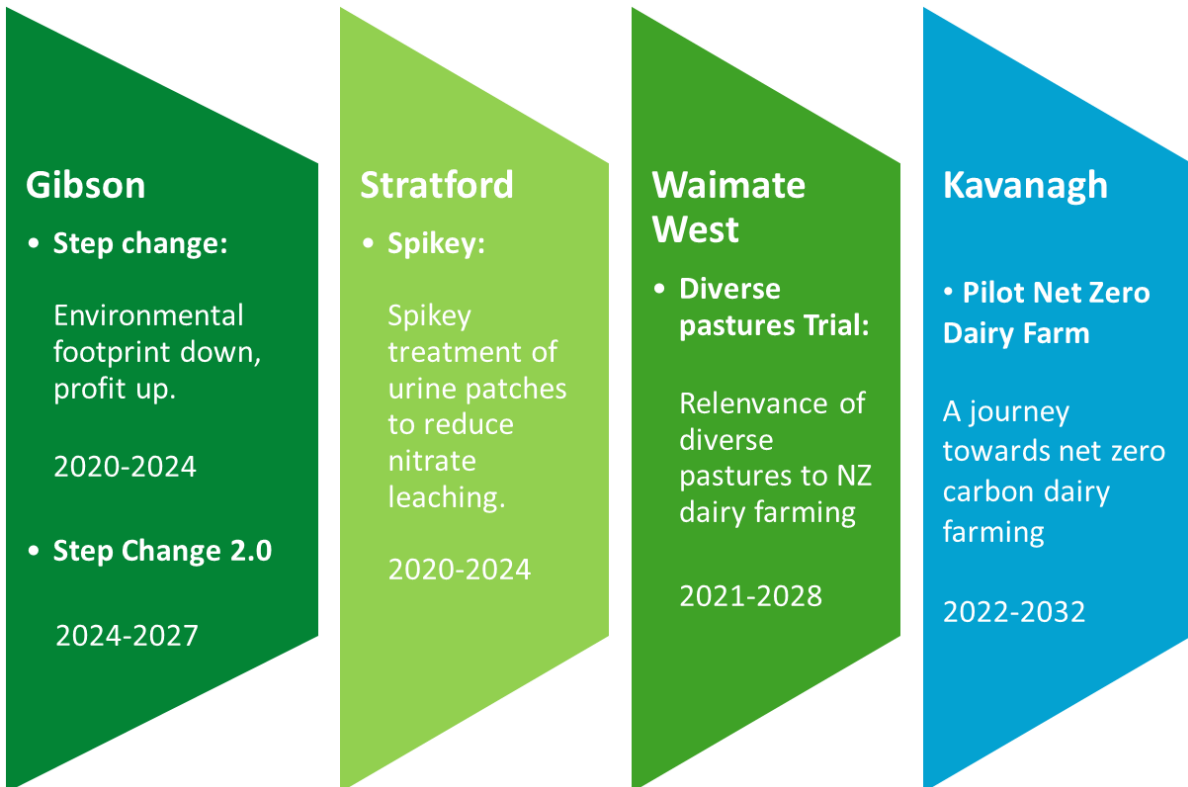 Gibson
• Step change:
Environmental
footprint down,
profit up.
2020-2024
• Step Change 2.0
2024-2027
Stratford
• Spikey:
Spikey
treatment of
urine patches
to reduce
nitrate
leaching.
2020-2024
Waimate
West
• Diverse
pastures Trial:
Relenvance of
diverse
pastures to NZ
dairy farming
2021-2028
Kavanagh
• Pilot Net Zero
Dairy Farm
A journey
towards net zero
carbon dairy
farming
2022-2032